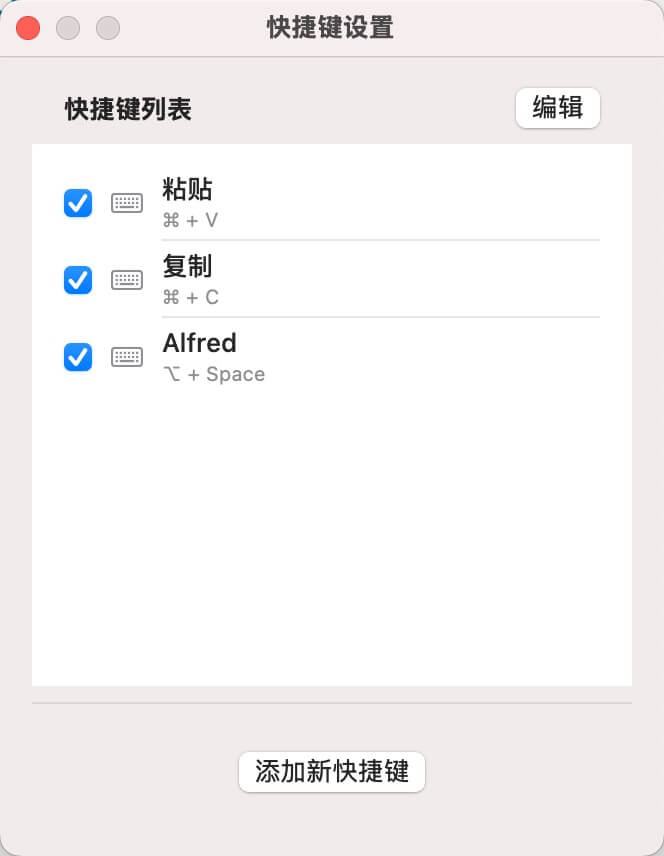 快捷键设置
快捷键列表
编辑
粘贴
⌘ + V
复制
⌘ + C
Alfred
⌥ + Space
添加新快捷键